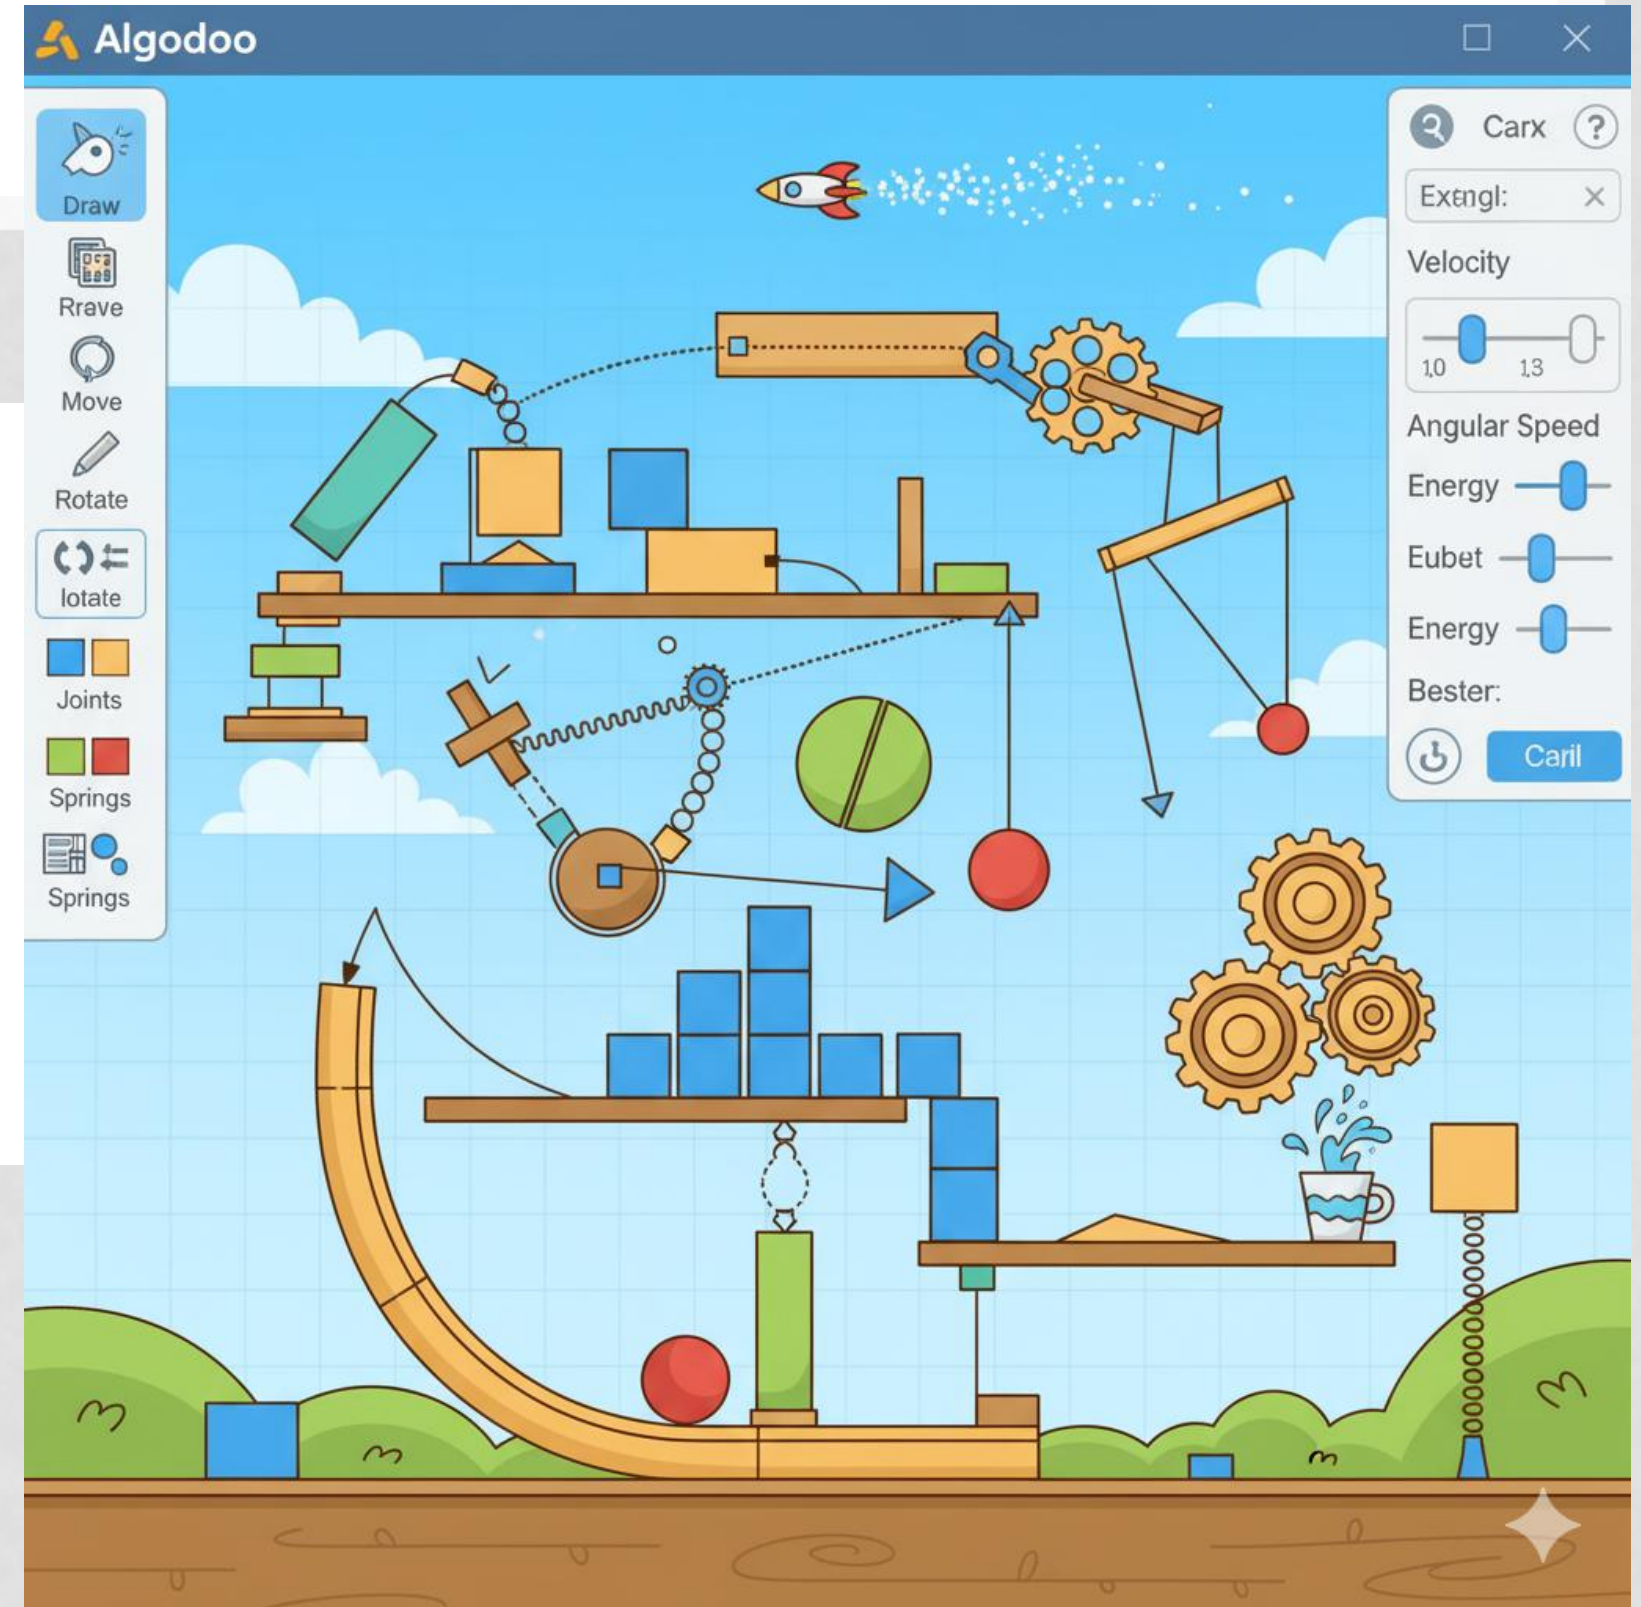 Algodoo
Draw
Rrave
Move
Rotate
lotate
Joints
Springs
Springs
Carx
?
Extngl:
Velocity
1,0 1,3
Angular Speed
Energy
Eubet
Energy
Bester:
Caril